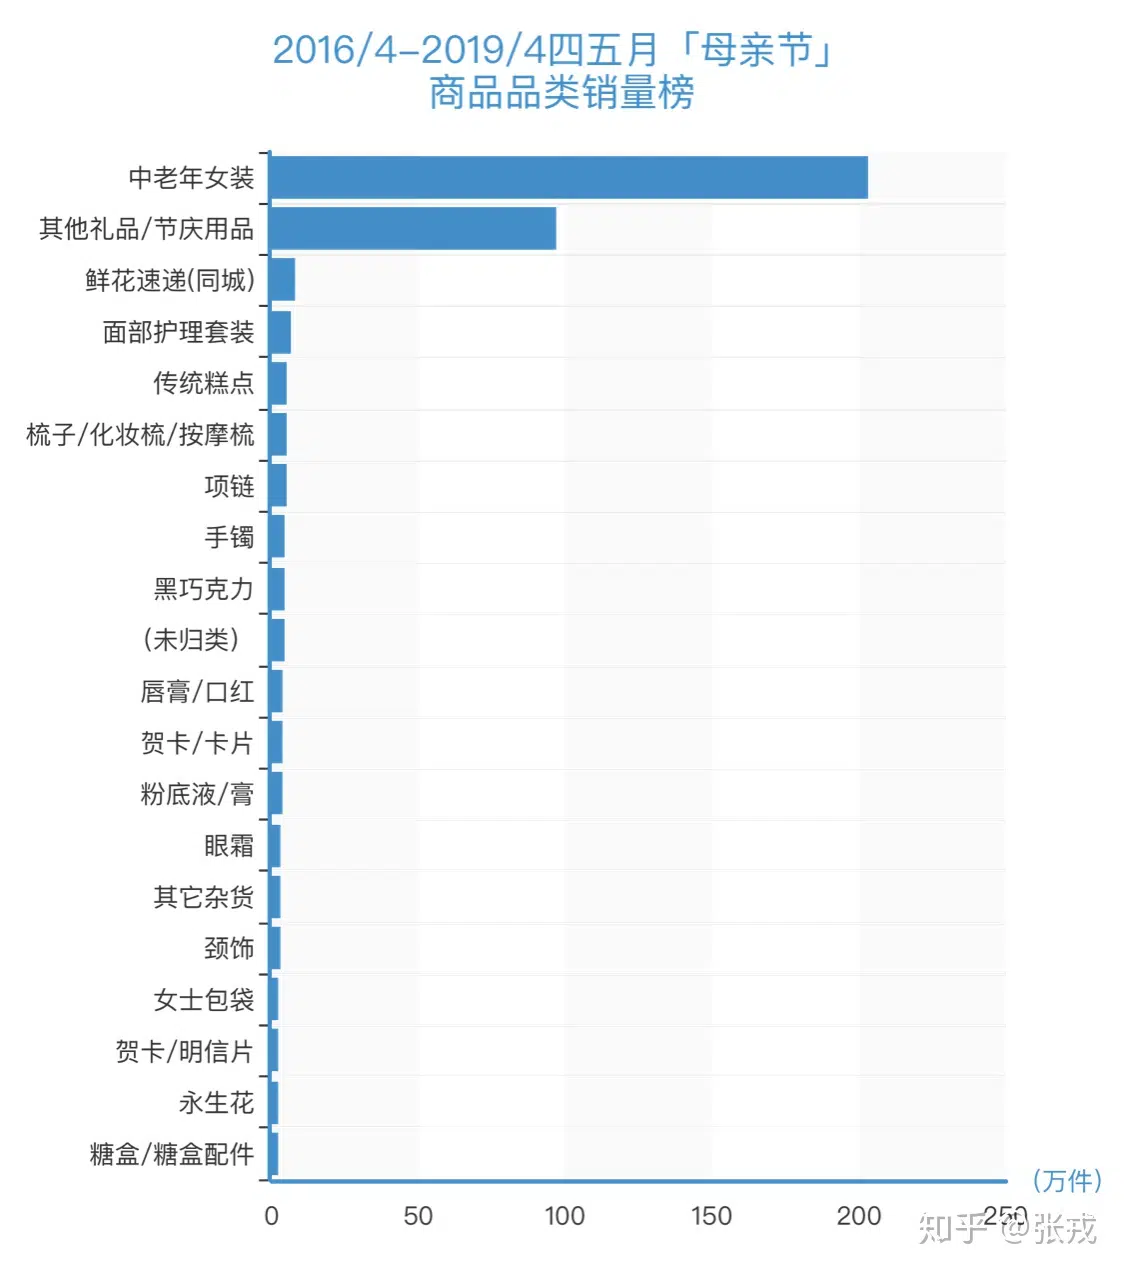 2016/4-2019/4四五月「母亲节」
商品品类销量榜
中老年女装
其他礼品/节庆用品
鲜花速递(同城)
面部护理套装
传统糕点
梳子/化妆梳/按摩梳
项链
手镯
黑巧克力
(未归类)
唇膏/口红
贺卡/卡片
粉底液/膏
眼霜
其它杂货
颈饰
女士包袋
贺卡/明信片
永生花
糖盒/糖盒配件
(万件)
0 50 100 150 200 250
知乎 @张戎